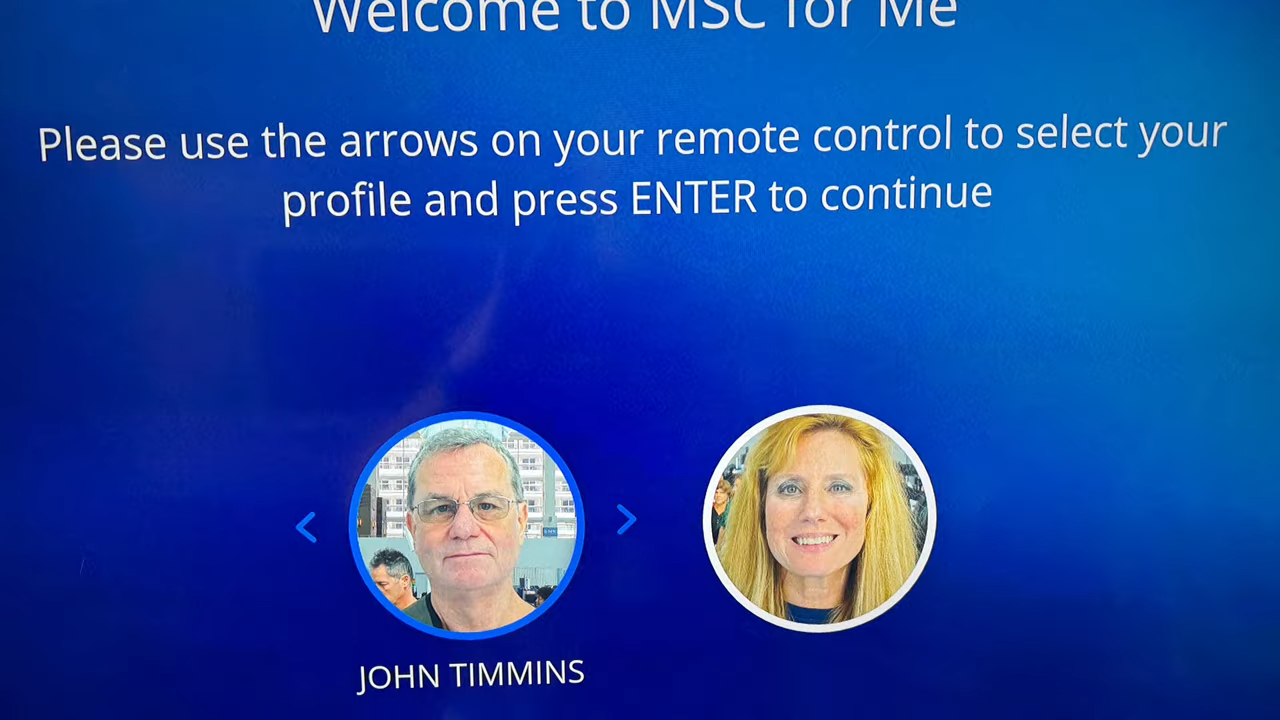 Welcome to MSC for Me
Please use the arrows on your remote control to select your
profile and press ENTER to continue
JOHN TIMMINS